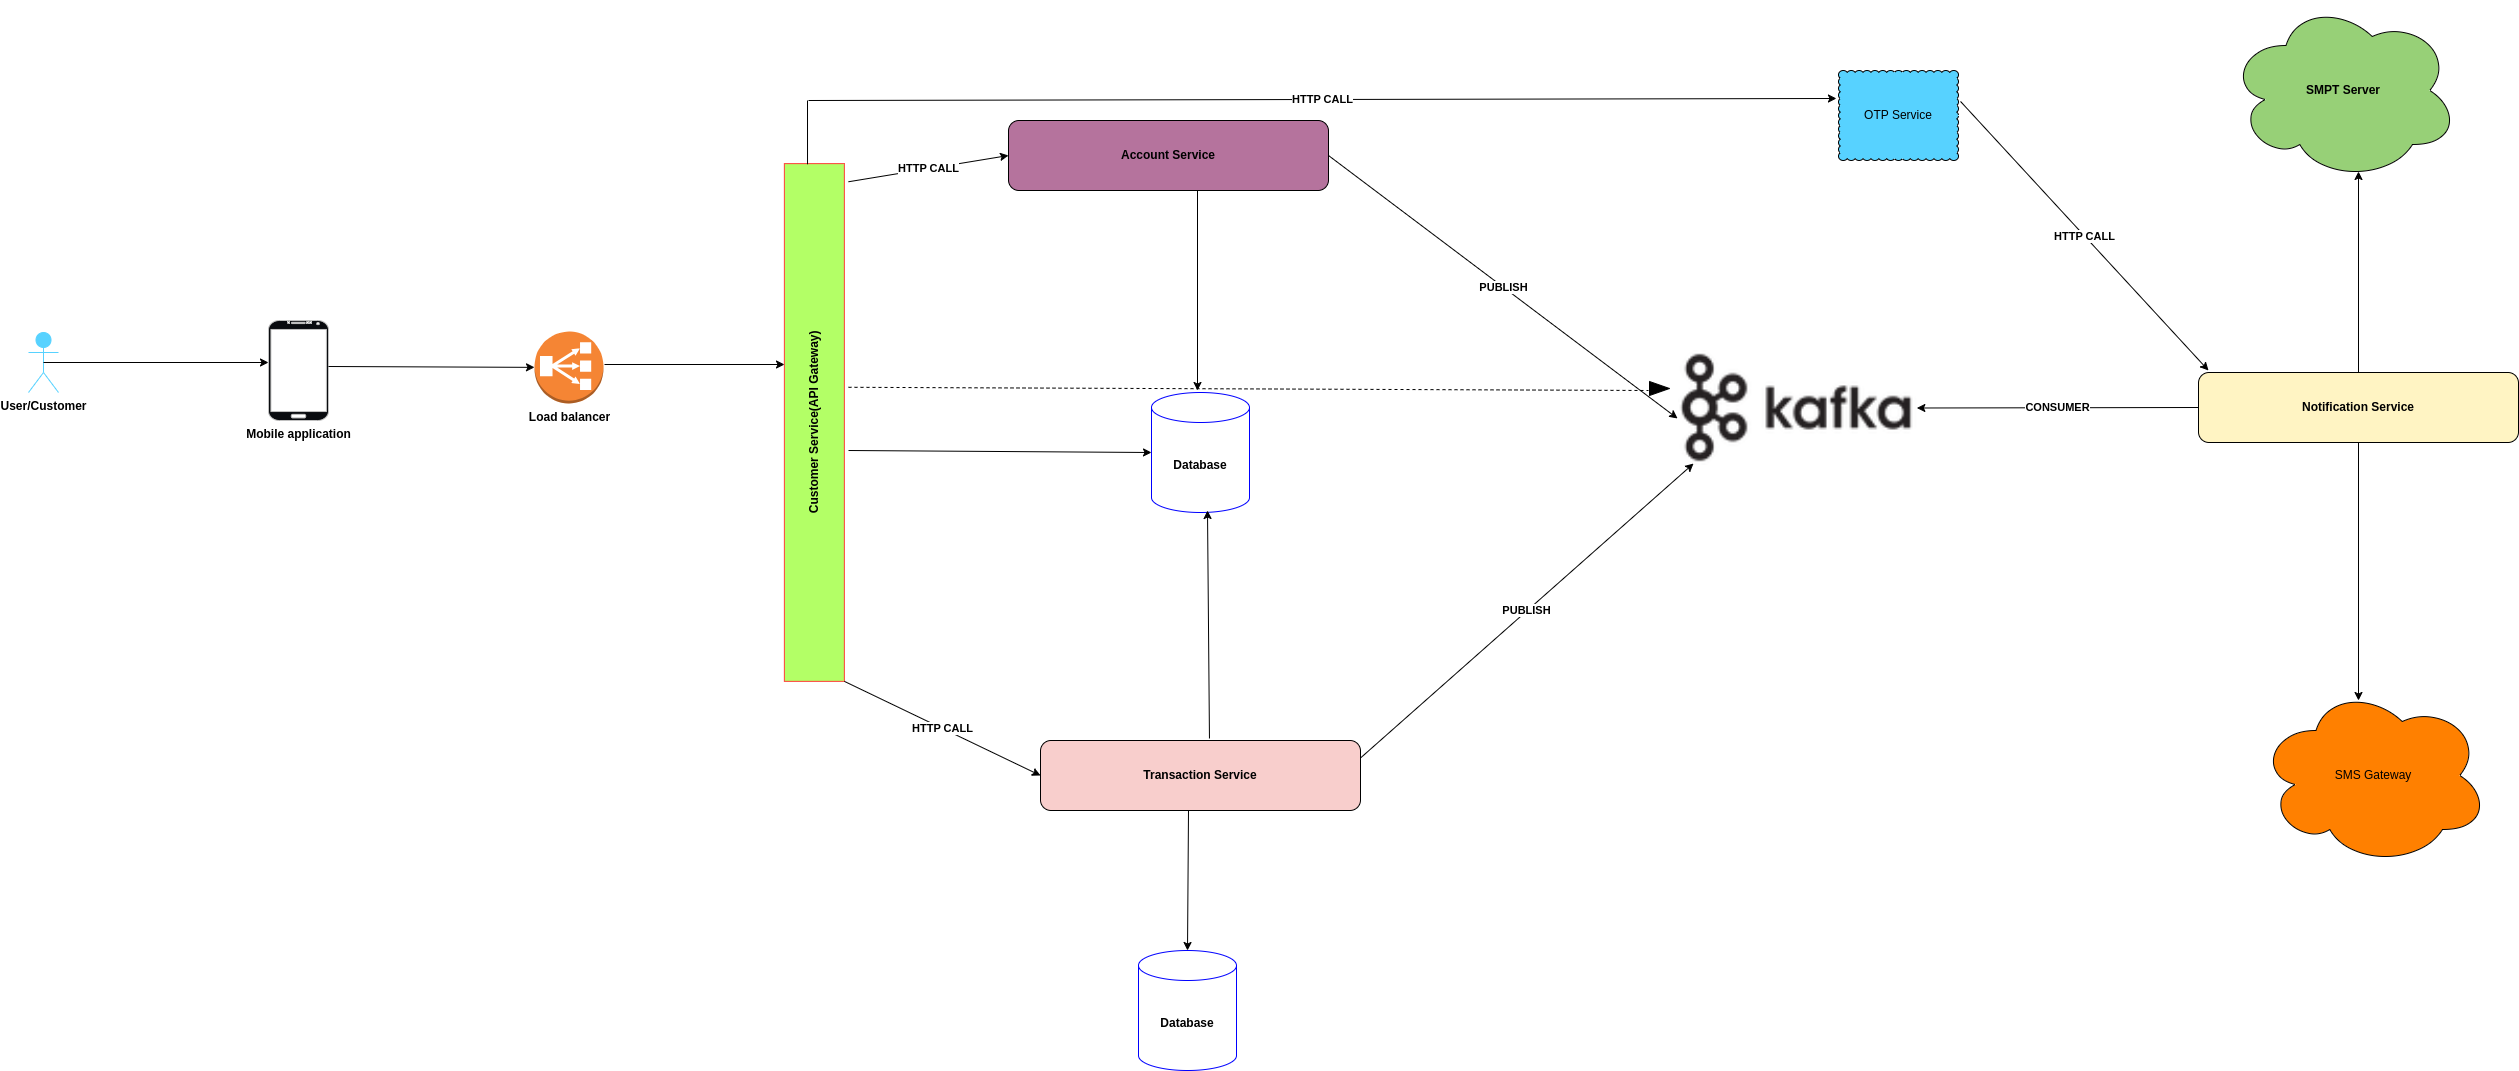 SMPT Server
HTTP CALL
OTP Service
Account Service
HTTP CALL
HTTP CALL
PUBLISH
Customer Service(API Gateway)
User/Customer
Mobile application
Load balancer
kafka
CONSUMER
Notification Service
Database
PUBLISH
HTTP CALL
Transaction Service
SMS Gateway
Database